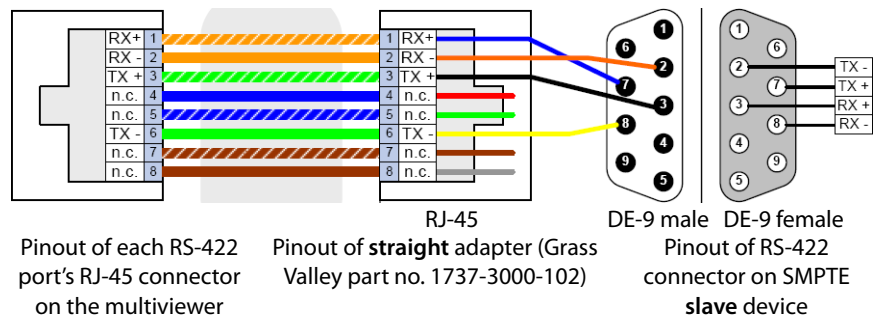 RX+ 1
RX - 2
TX + 3
n.c. 4
n.c. 5
TX - 6
n.c. 7
n.c. 8
1 RX+
2 RX -
3 TX +
4 n.c.
5 n.c.
6 TX -
7 n.c.
8 n.c.
1
6
2
7
3
8
4
9
5
1
6
2
7
3
8
4
9
5
TX -
TX +
RX +
RX -
Pinout of each RS-422
port's RJ-45 connector
on the multiviewer
RJ-45
Pinout of straight adapter (Grass
Valley part no. 1737-3000-102)
DE-9 male
DE-9 female
Pinout of RS-422
connector on SMPTE
slave device